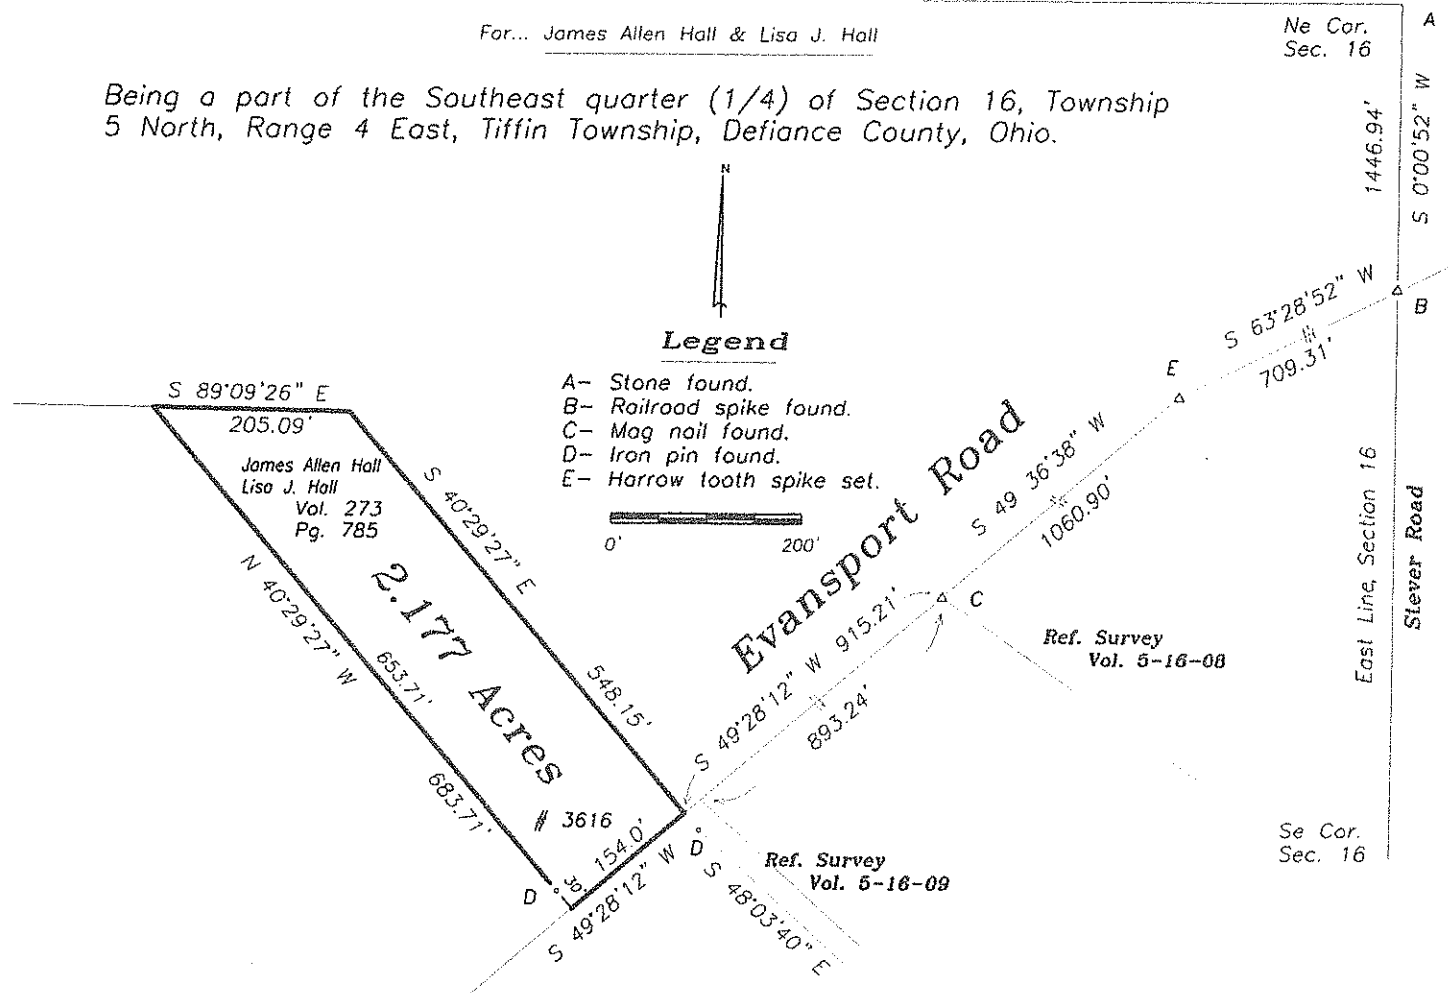 For... James Allen Hall & Lisa J. Hall
Ne Cor.
Sec. 16
A
Being a part of the Southeast quarter (1/4) of Section 16, Township
5 North, Range 4 East, Tiffin Township, Defiance County, Ohio.
1446.94'
S 0°00'52" W
N
B
S 63°28'52" W
709.31'
E
Legend
A- Stone found.
B- Railroad spike found.
C- Mag nail found.
D- Iron pin found.
E- Harrow tooth spike set.
0' 200'
S 89°09'26" E
205.09'
James Allen Hall
Lisa J. Hall
Vol. 273
Pg. 785
S 40°29'27" E
548.15'
N 40°29'27" W
653.71'
683.71'
2.177 Acres
# 3616
Evansport Road
S 49 36'38" W
1060.90'
C
S 49°28'12" W 915.21'
893.24'
Ref. Survey
Vol. 5-16-08
East Line, Section 16
Stever Road
Se Cor.
Sec. 16
154.0'
30'
D
S 49°28'12" W
D
S 48°03'40" E
Ref. Survey
Vol. 5-16-09